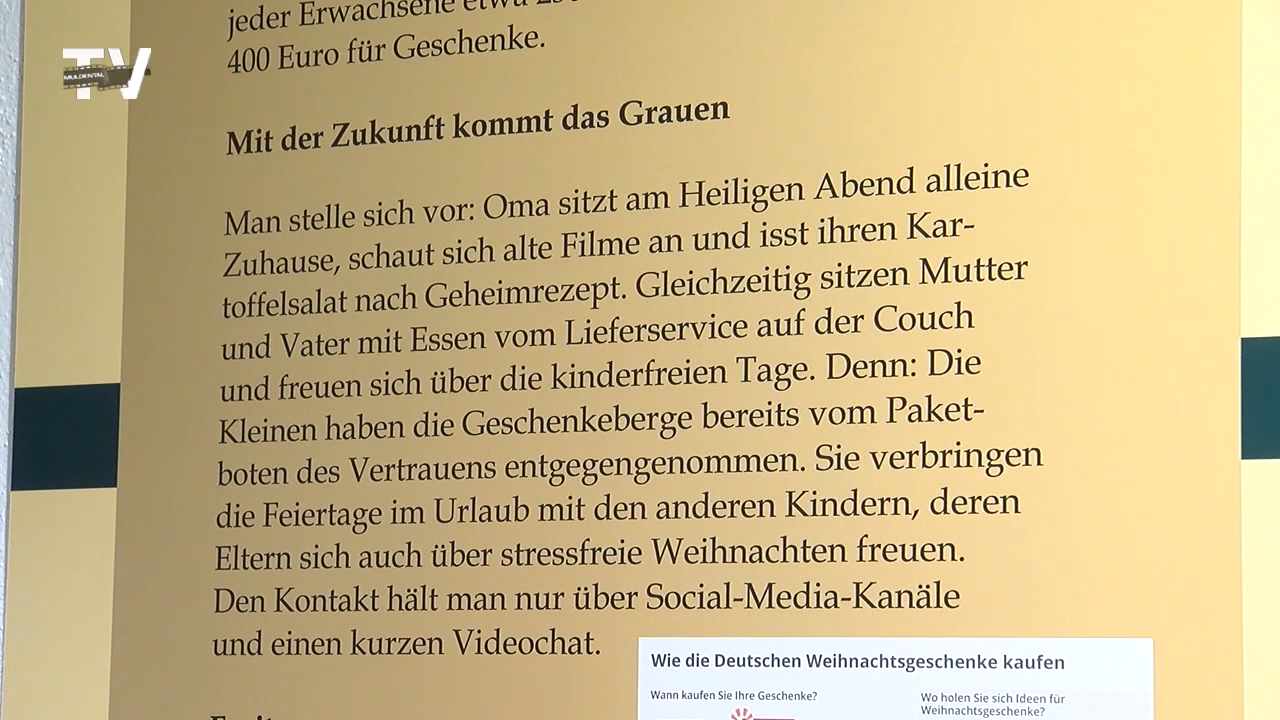 jeder Erwachsene etwa
400 Euro für Geschenke.
TV
MULDENTAL
Mit der Zukunft kommt das Grauen
Man stelle sich vor: Oma sitzt am Heiligen Abend alleine
Zuhause, schaut sich alte Filme an und isst ihren Kar-
toffelsalat nach Geheimrezept. Gleichzeitig sitzen Mutter
und Vater mit Essen vom Lieferservice auf der Couch
und freuen sich über die kinderfreien Tage. Denn: Die
Kleinen haben die Geschenkeberge bereits vom Paket-
boten des Vertrauens entgegengenommen. Sie verbringen
die Feiertage im Urlaub mit den anderen Kindern, deren
Eltern sich auch über stressfreie Weihnachten freuen.
Den Kontakt hält man nur über Social-Media-Kanäle
und einen kurzen Videochat.
Wie die Deutschen Weihnachtsgeschenke kaufen
Wann kaufen Sie Ihre Geschenke?
Wo holen Sie sich Ideen für
Weihnachtsgeschenke?